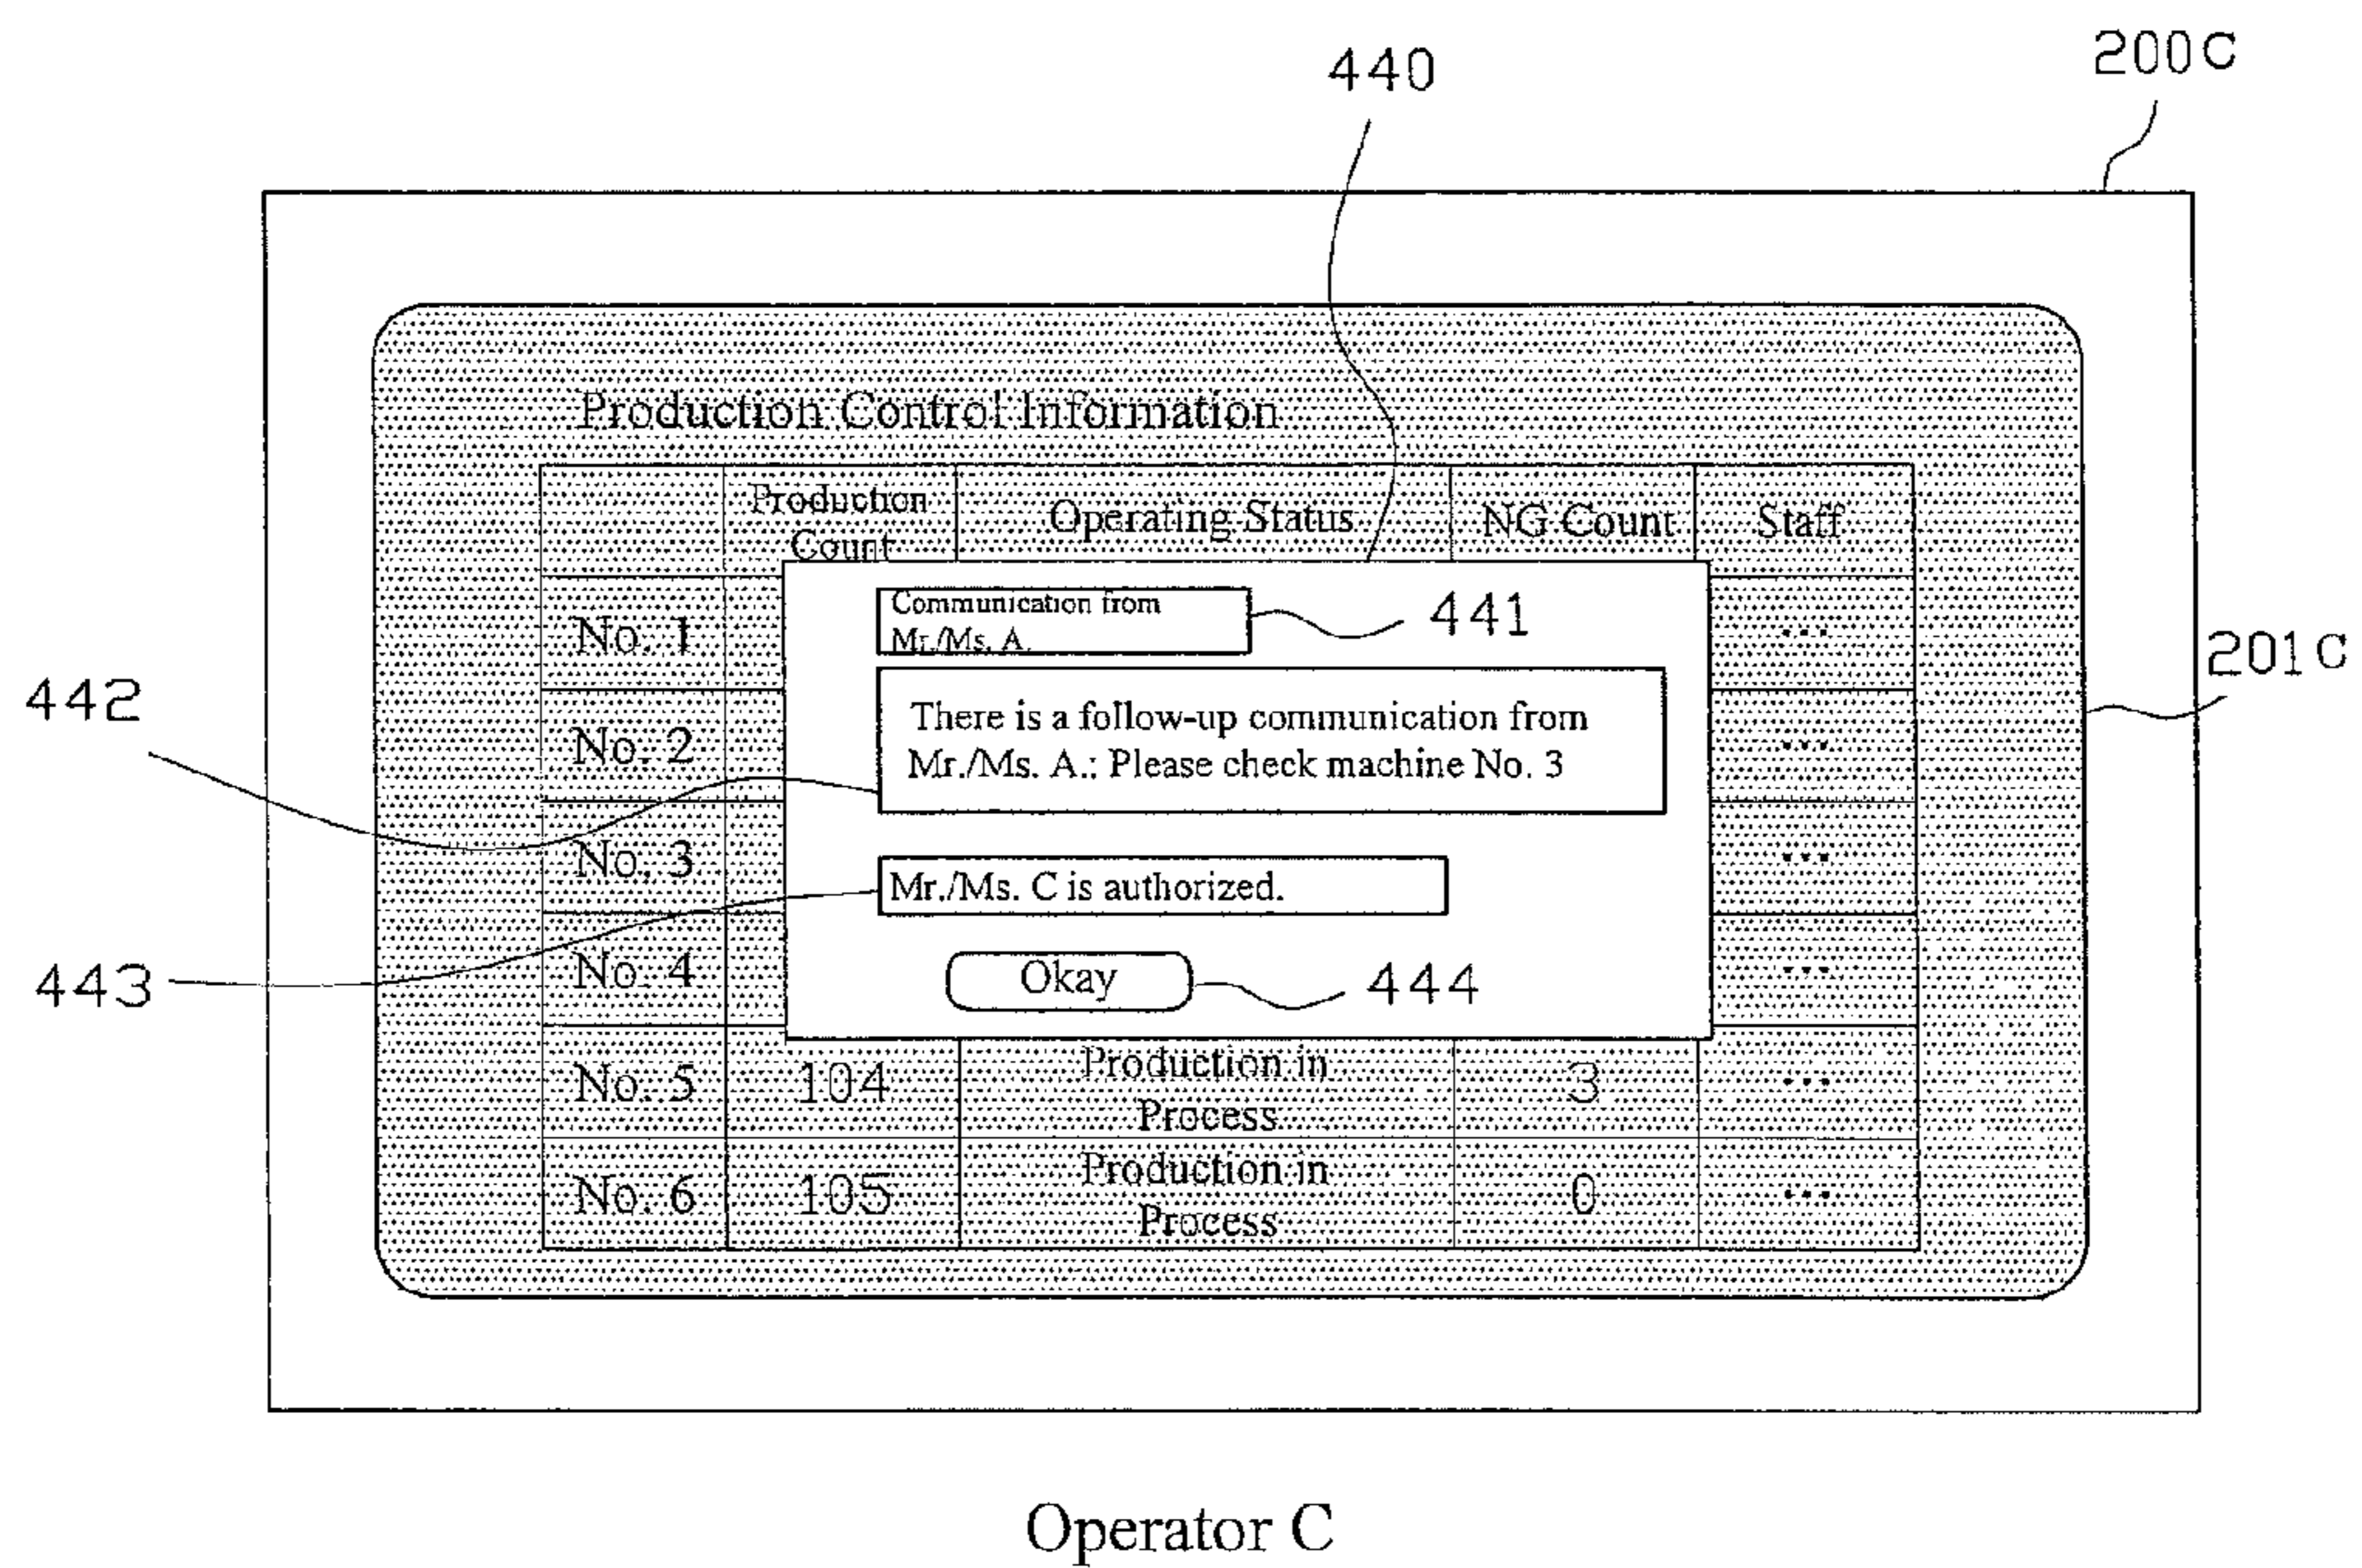 200C
440
Production Control Information
Production
Count
Operating Status
NG Count
Staff
Communication from
Mr./Ms. A.
441
No. 1
...
201C
442
There is a follow-up communication from
Mr./Ms. A.: Please check machine No. 3
No. 2
...
No. 3
...
Mr./Ms. C is authorized.
443
No. 4
...
Okay
444
No. 5
104
Production in
Process
3
...
No. 6
105
Production in
Process
0
...
Operator C